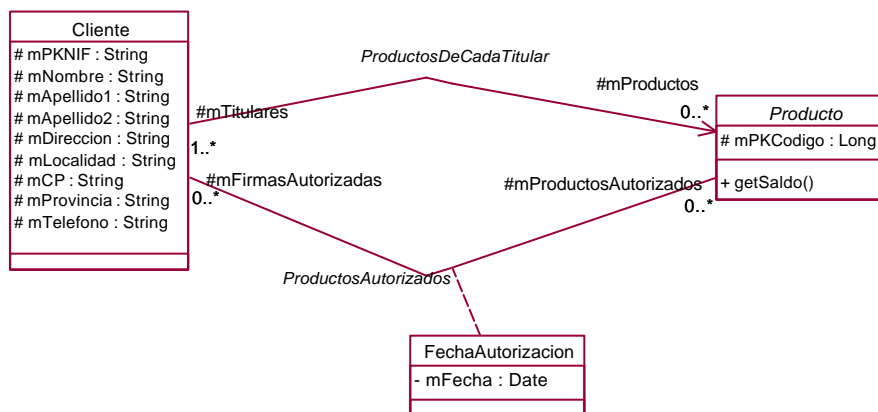 Cliente
# mPKNIF : String
# mNombre : String
# mApellido1 : String
# mApellido2 : String
# mDireccion : String
# mLocalidad : String
# mCP : String
# mProvincia : String
# mTelefono : String
ProductosDeCadaTitular
#mTitulares
1..*
#mProductos
0..*
Producto
# mPKCodigo : Long
+ getSaldo()
#mFirmasAutorizadas
0..*
#mProductosAutorizados
0..*
ProductosAutorizados
FechaAutorizacion
- mFecha : Date